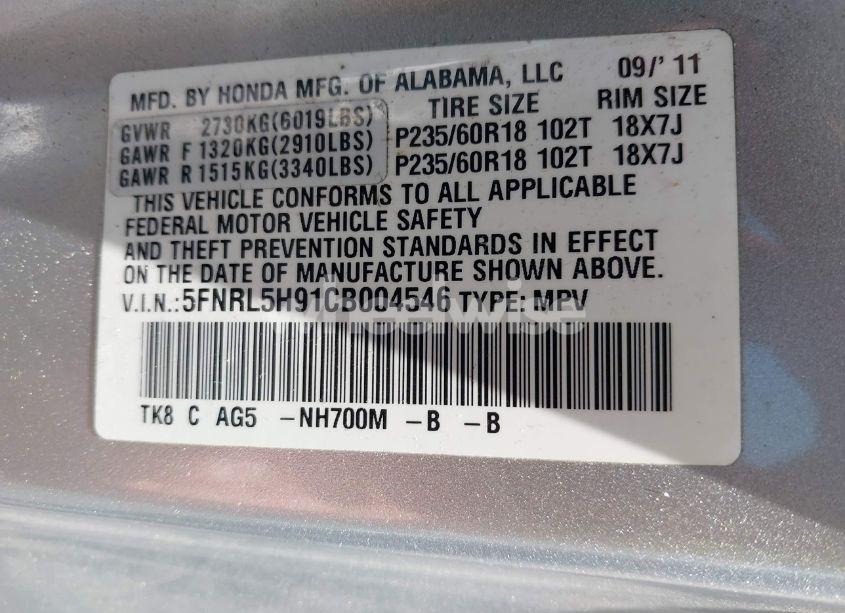 MFD. BY HONDA MFG. OF ALABAMA, LLC 09/' 11
TIRE SIZE RIM SIZE
GVWR 2730KG(6019LBS)
GAWR F 1320KG(2910LBS) P235/60R18 102T 18X7J
GAWR R 1515KG(3340LBS) P235/60R18 102T 18X7J
THIS VEHICLE CONFORMS TO ALL APPLICABLE
FEDERAL MOTOR VEHICLE SAFETY
AND THEFT PREVENTION STANDARDS IN EFFECT
ON THE DATE OF MANUFACTURE SHOWN ABOVE.
V.I.N.:5FNRL5H91CB004546 TYPE: MPV
wheelwise
TK8 C AG5 -NH700M -B -B